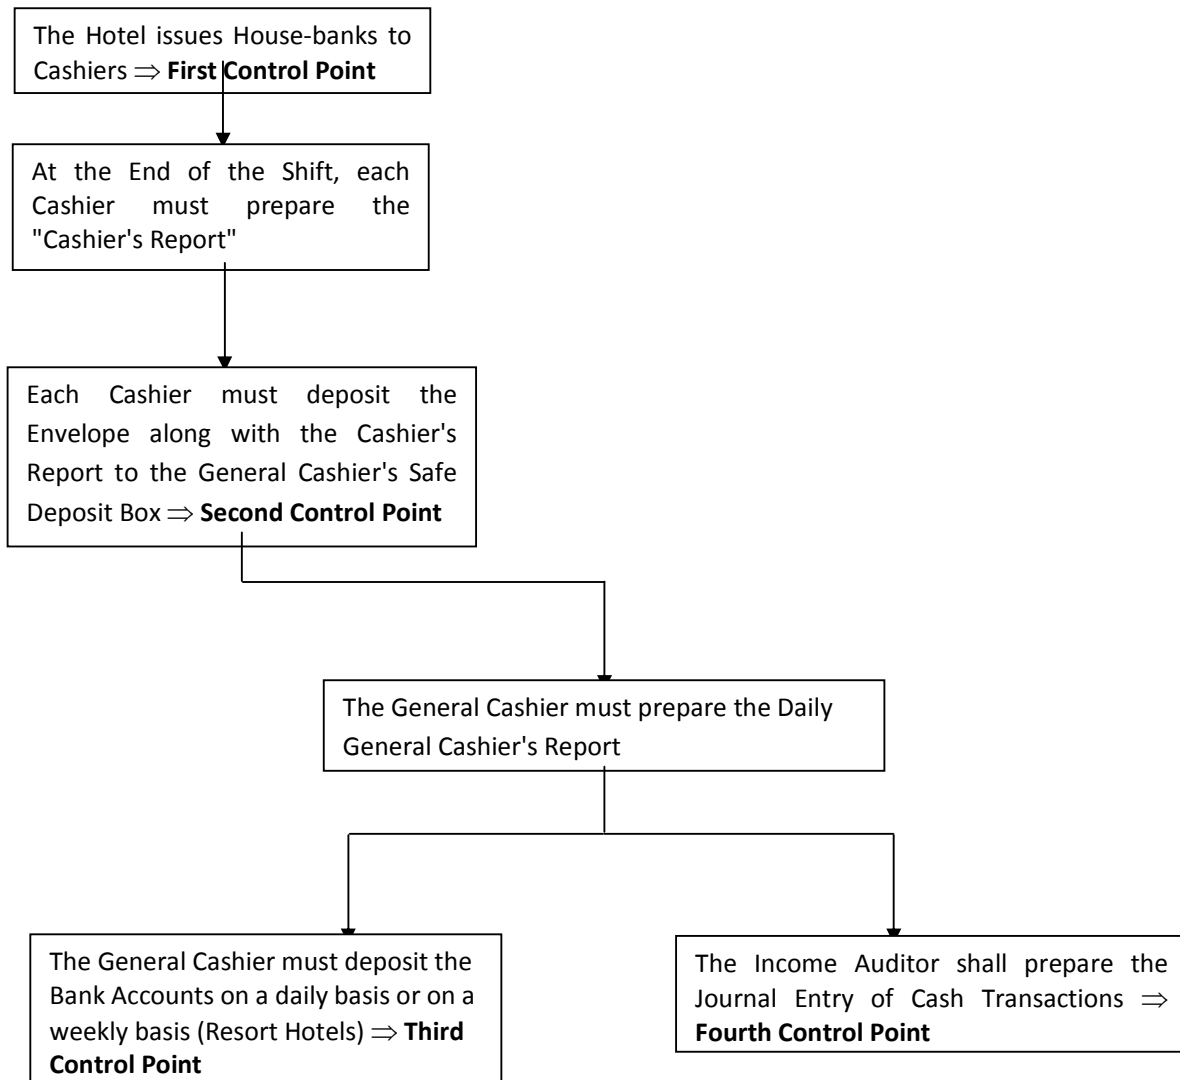 The Hotel issues House-banks to
Cashiers ⇒ First Control Point
At the End of the Shift, each
Cashier must prepare the
"Cashier's Report"
Each Cashier must deposit the
Envelope along with the Cashier's
Report to the General Cashier's Safe
Deposit Box ⇒ Second Control Point
The General Cashier must prepare the Daily
General Cashier's Report
The General Cashier must deposit the
Bank Accounts on a daily basis or on a
weekly basis (Resort Hotels) ⇒ Third
Control Point
The Income Auditor shall prepare the
Journal Entry of Cash Transactions ⇒
Fourth Control Point